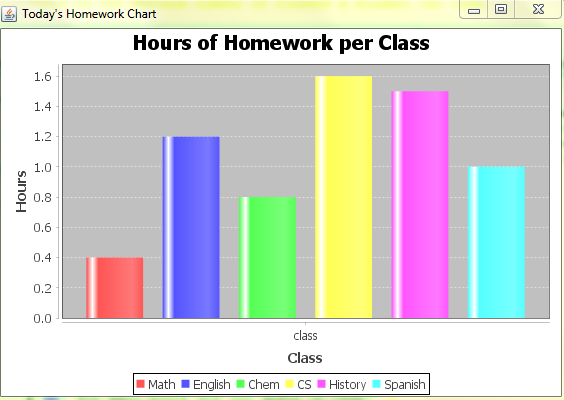 Today's Homework Chart
Hours of Homework per Class
Hours
1.6
1.4
1.2
1.0
0.8
0.6
0.4
0.2
0.0
class
Class
Math English Chem CS History Spanish